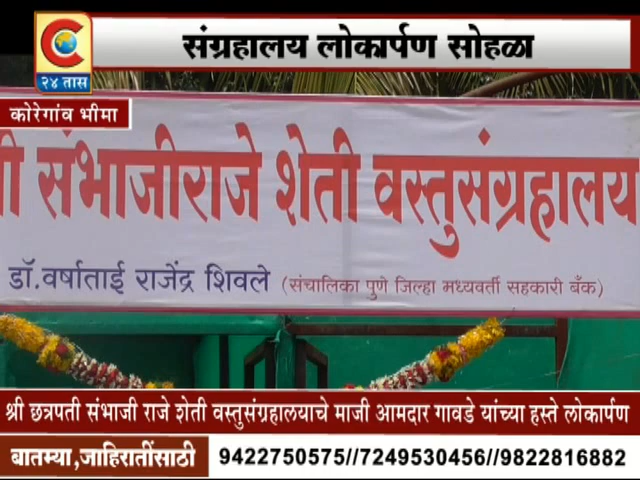 C
२४ तास
संग्रहालय लोकार्पण सोहळा
कोरेगांव भीमा
संभाजीराजे शेती वस्तुसंग्रहालय
डॉ.वर्षाताई राजेंद्र शिवले (संचालिका पुणे जिल्हा मध्यवर्ती सहकारी बँक)
श्री छत्रपती संभाजी राजे शेती वस्तुसंग्रहालयाचे माजी आमदार गावडे यांच्या हस्ते लोकार्पण
बातम्या,जाहिरातींसाठी 9422750575//7249530456//9822816882